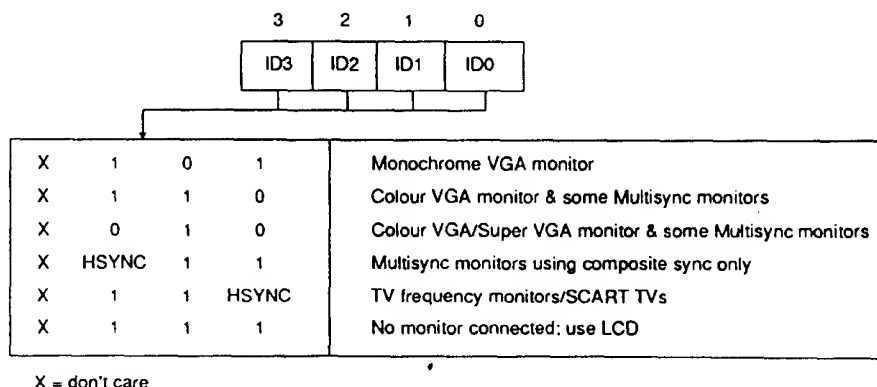 3 2 1 0
ID3 ID2 ID1 ID0
X 1 0 1 Monochrome VGA monitor
X 1 1 0 Colour VGA monitor & some Multisync monitors
X 0 1 0 Colour VGA/Super VGA monitor & some Multisync monitors
X HSYNC 1 1 Multisync monitors using composite sync only
X 1 1 HSYNC TV frequency monitors/SCART TVs
X 1 1 1 No monitor connected; use LCD
X = don't care